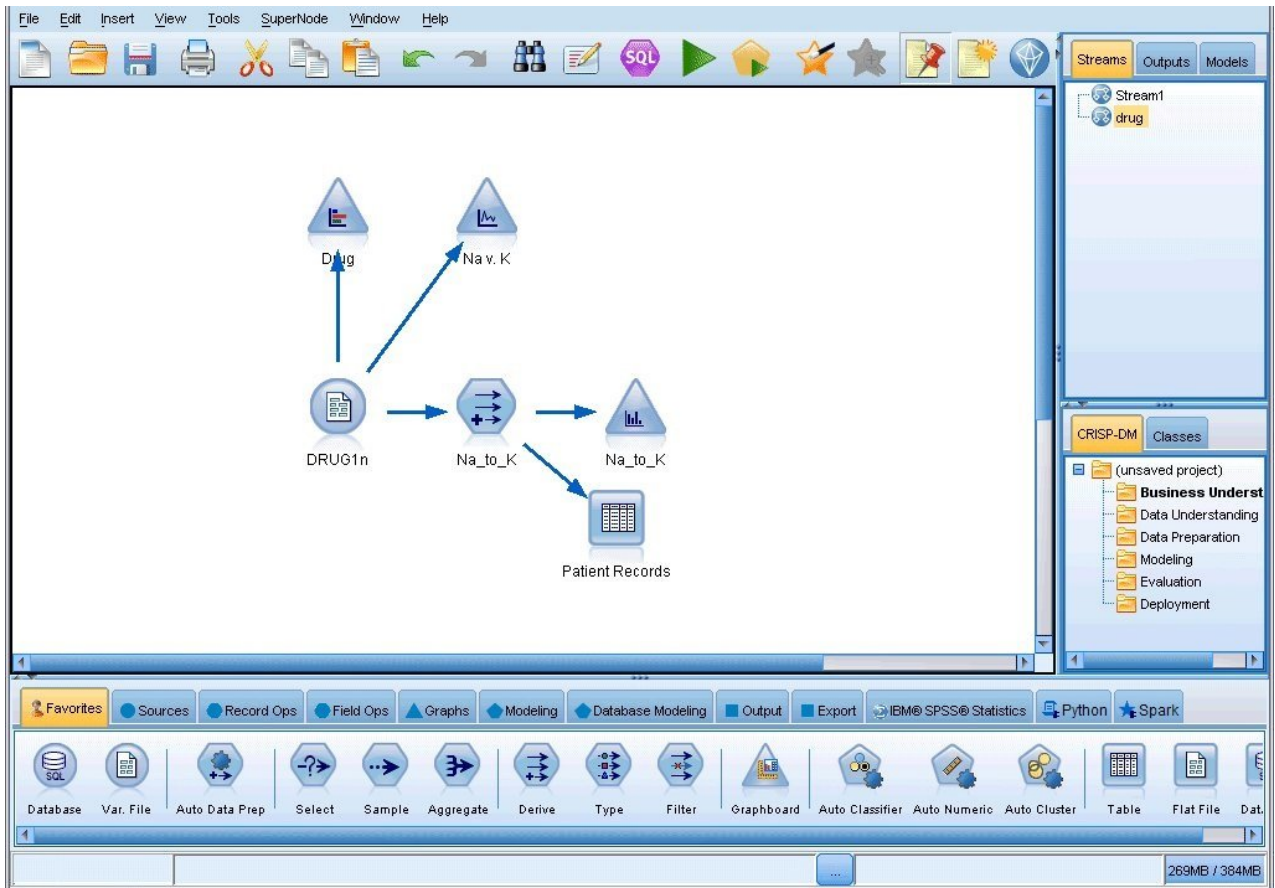 File Edit Insert View Tools SuperNode Window Help
SQL
Streams Outputs Models
Stream1
drug
Drug
Na v. K
DRUG1n
Na_to_K
Na_to_K
Patient Records
CRISP-DM Classes
(unsaved project)
Business Underst
Data Understanding
Data Preparation
Modeling
Evaluation
Deployment
Favorites Sources Record Ops Field Ops Graphs Modeling Database Modeling Output Export IBM® SPSS® Statistics Python Spark
SQL
Database Var. File Auto Data Prep Select Sample Aggregate Derive Type Filter Graphboard Auto Classifier Auto Numeric Auto Cluster Table Flat File Dat
...
269MB / 384MB